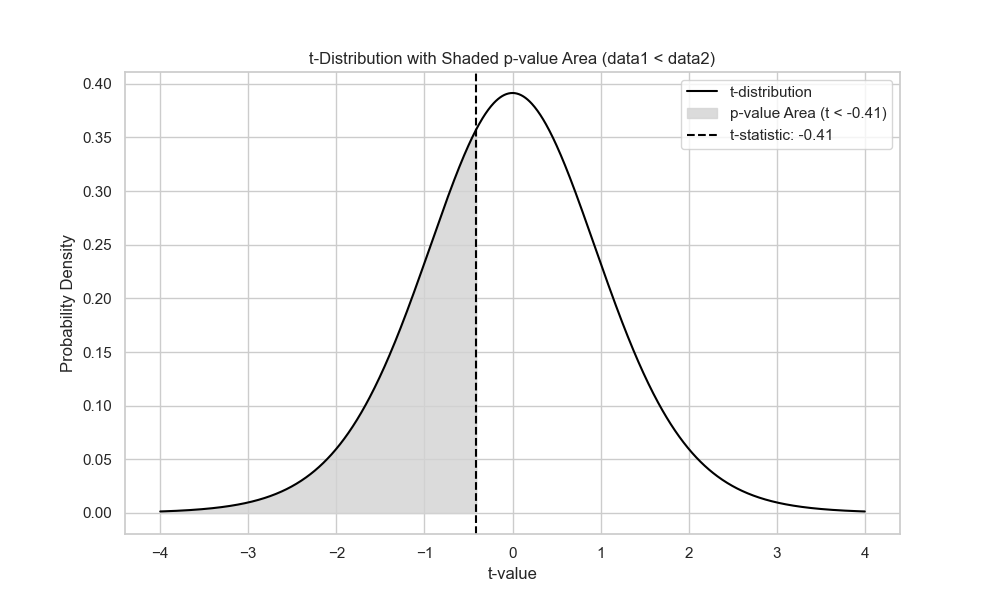 t-Distribution with Shaded p-value Area (data1 < data2)
t-distribution
p-value Area (t < -0.41)
t-statistic: -0.41
Probability Density
0.40
0.35
0.30
0.25
0.20
0.15
0.10
0.05
0.00
−4 −3 −2 −1 0 1 2 3 4
t-value